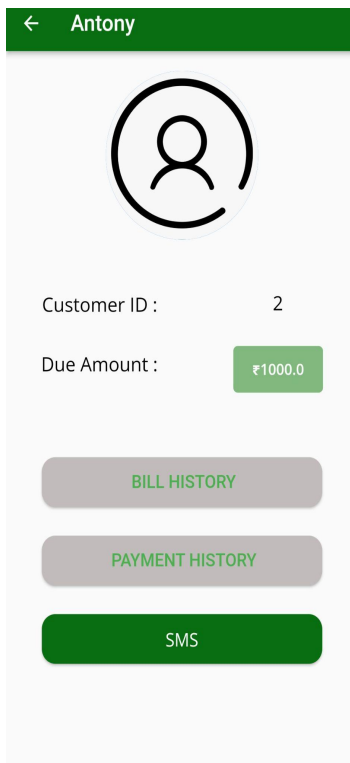 Antony
Customer ID : 2
Due Amount : ₹1000.0
BILL HISTORY
PAYMENT HISTORY
SMS